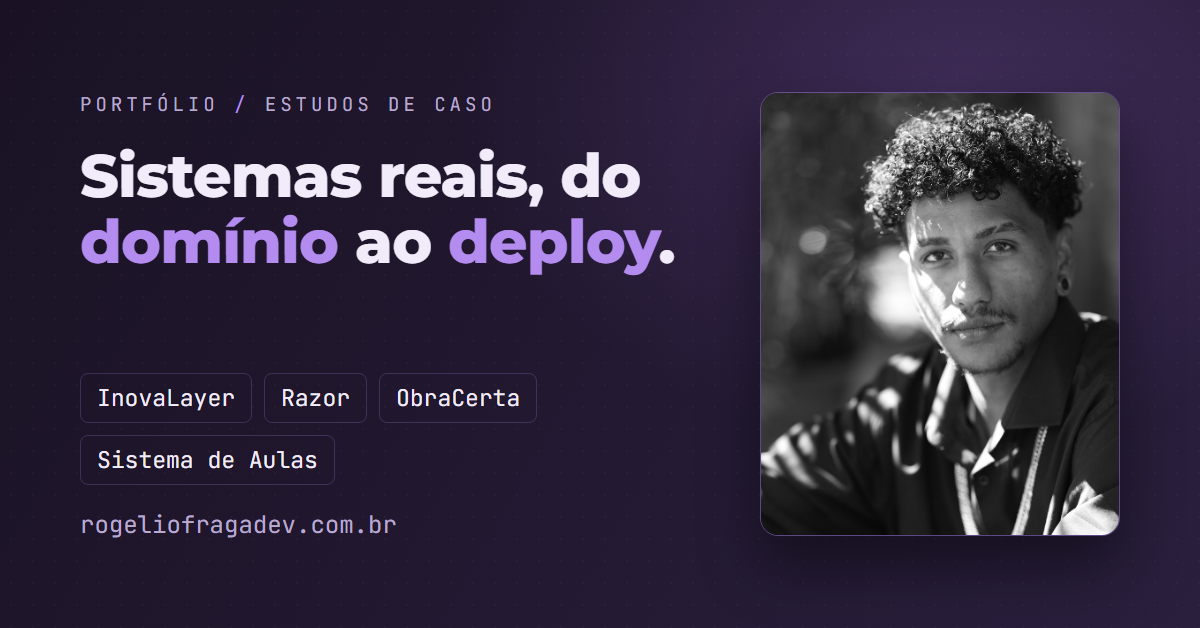 PORTFÓLIO / ESTUDOS DE CASO
Sistemas reais, do
domínio ao deploy.
InovaLayer Razor ObraCerta
Sistema de Aulas
rogeliofragadev.com.br